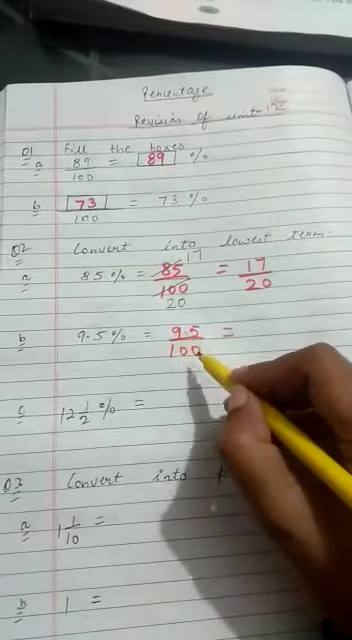 Percentage
Revision of unit
Q1 Fill the boxes
a 89/100 = 89 %
b 73/100 = 73 %
Q2 Convert into lowest term.
a 85% = 85/100 = 17/20
17
20
b 9.5% = 9.5/100 =
c 12 1/2 % =
Q3 Convert into
a 1 1/10 =
b 1 =